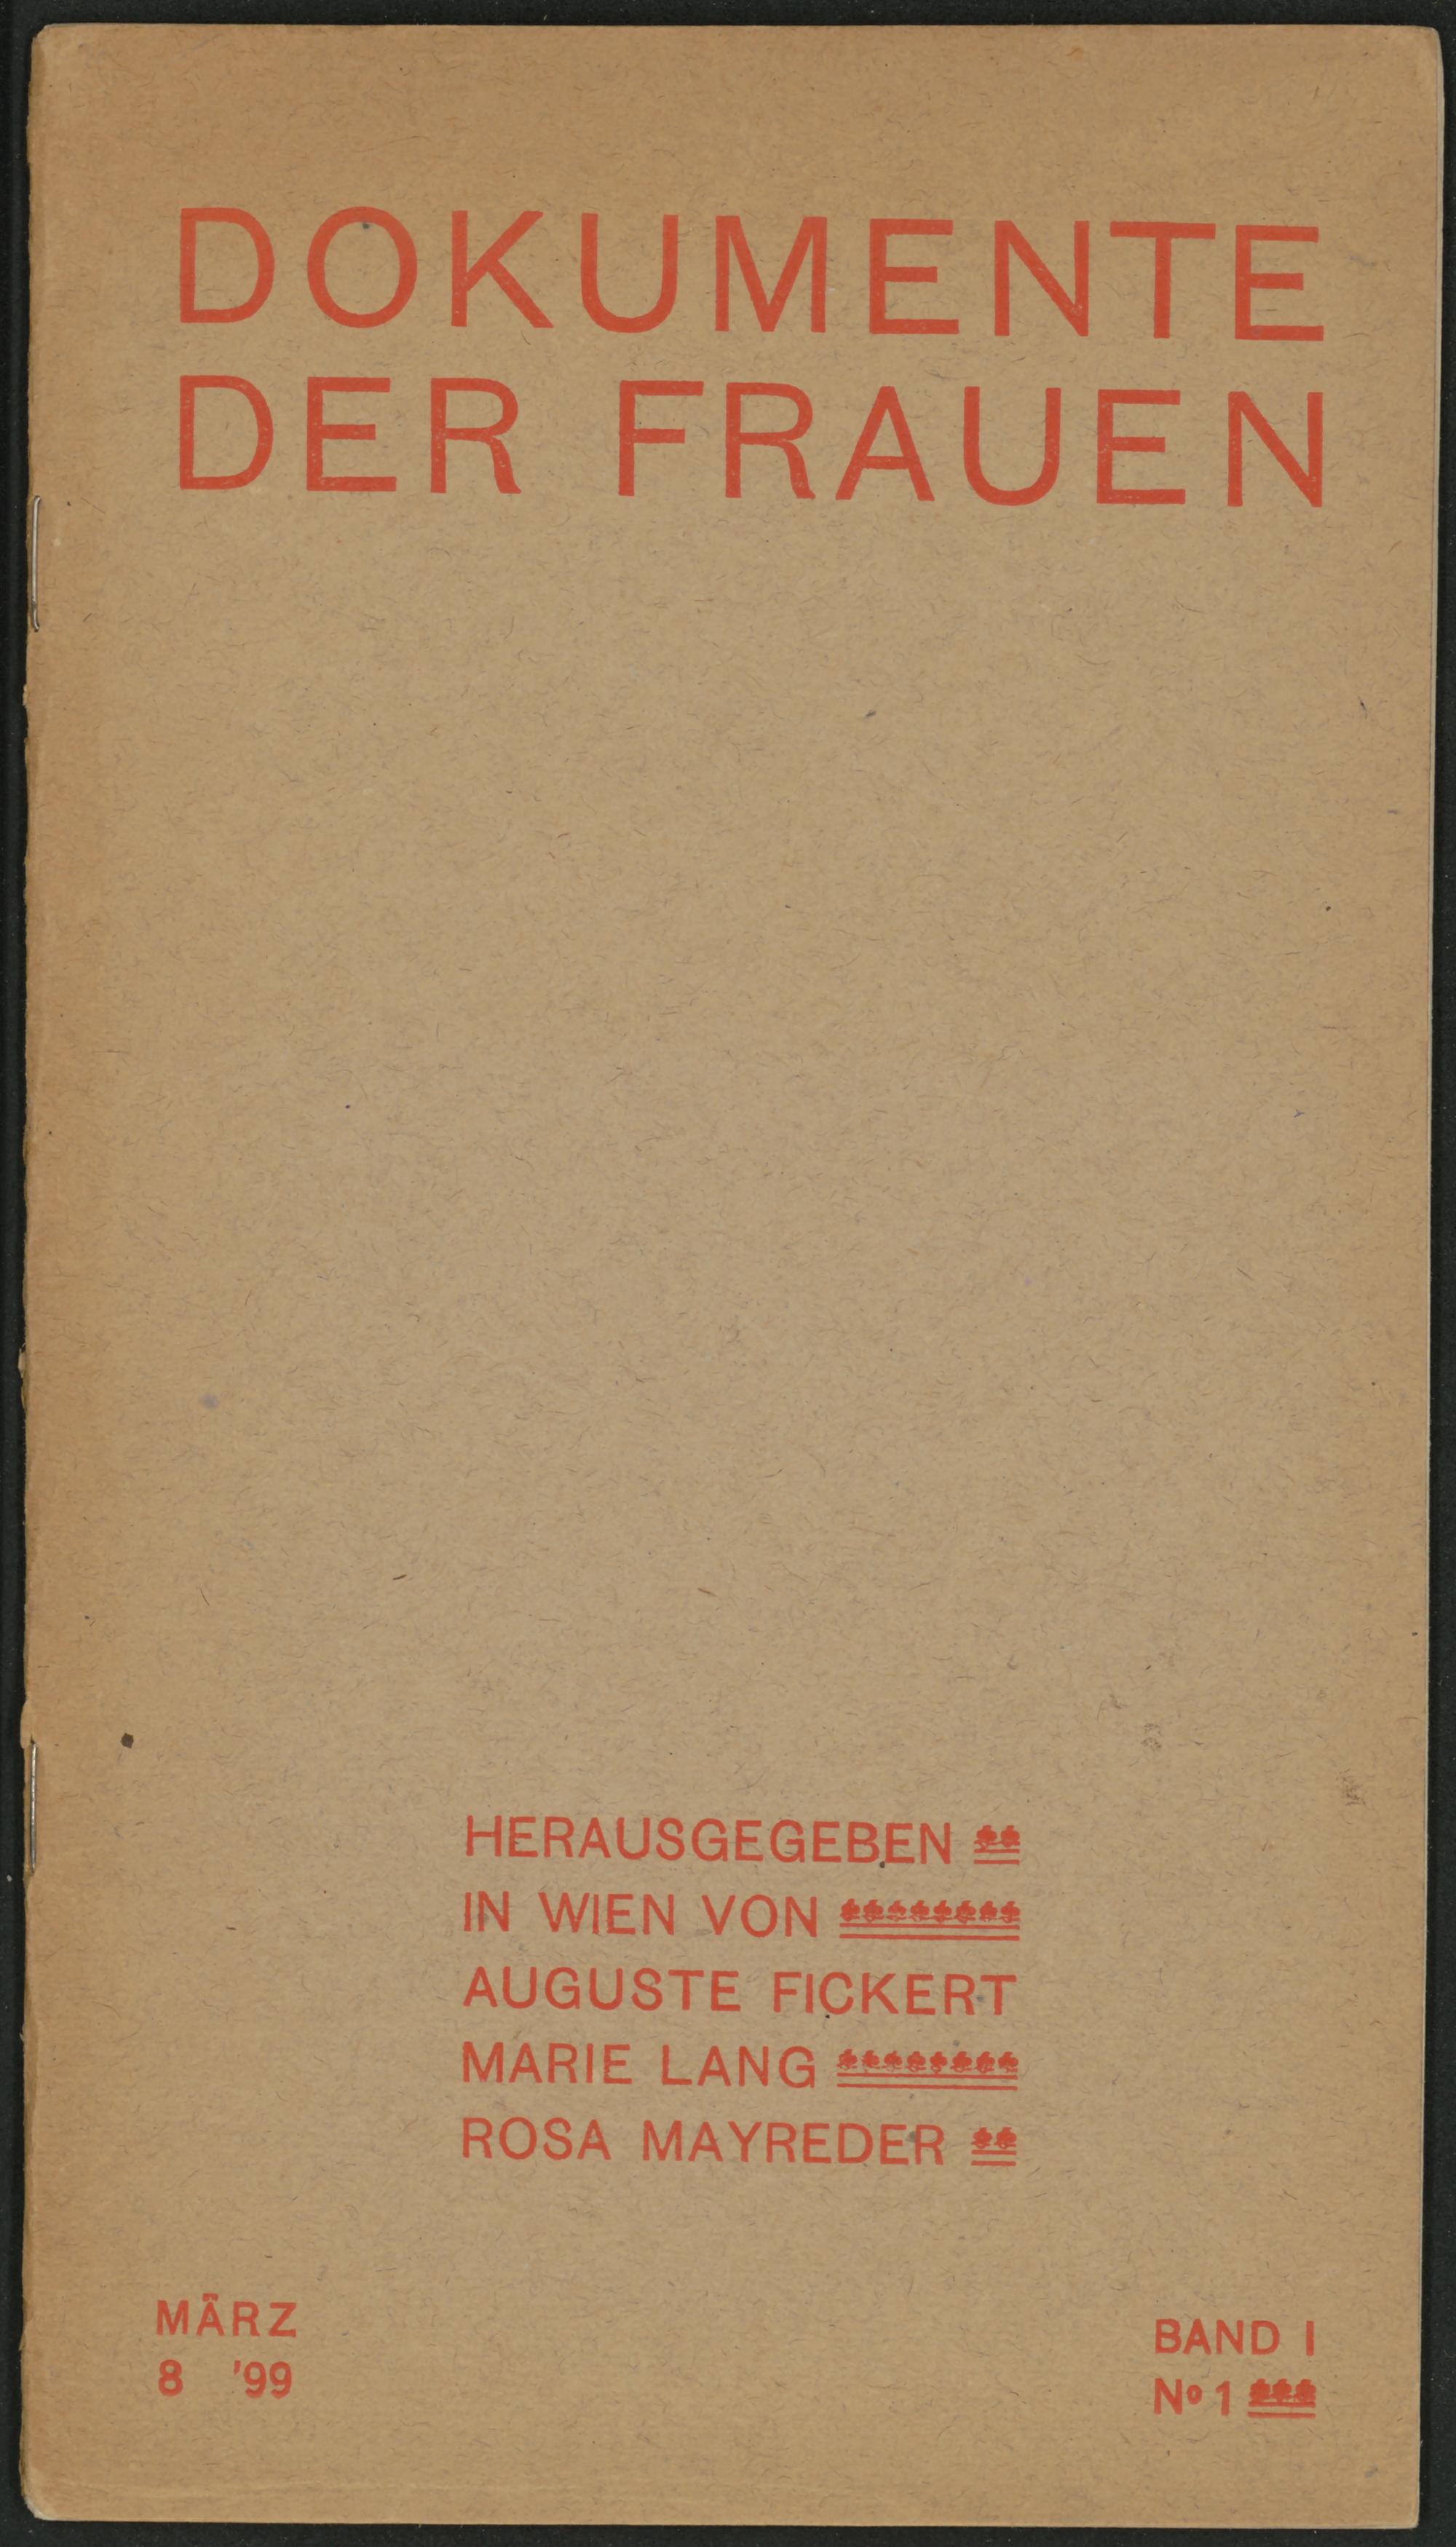 DOKUMENTE
DER FRAUEN
HERAUSGEGEBEN
IN WIEN VON
AUGUSTE FICKERT
MARIE LANG
ROSA MAYREDER
MÄRZ
8 '99
BAND I
No 1